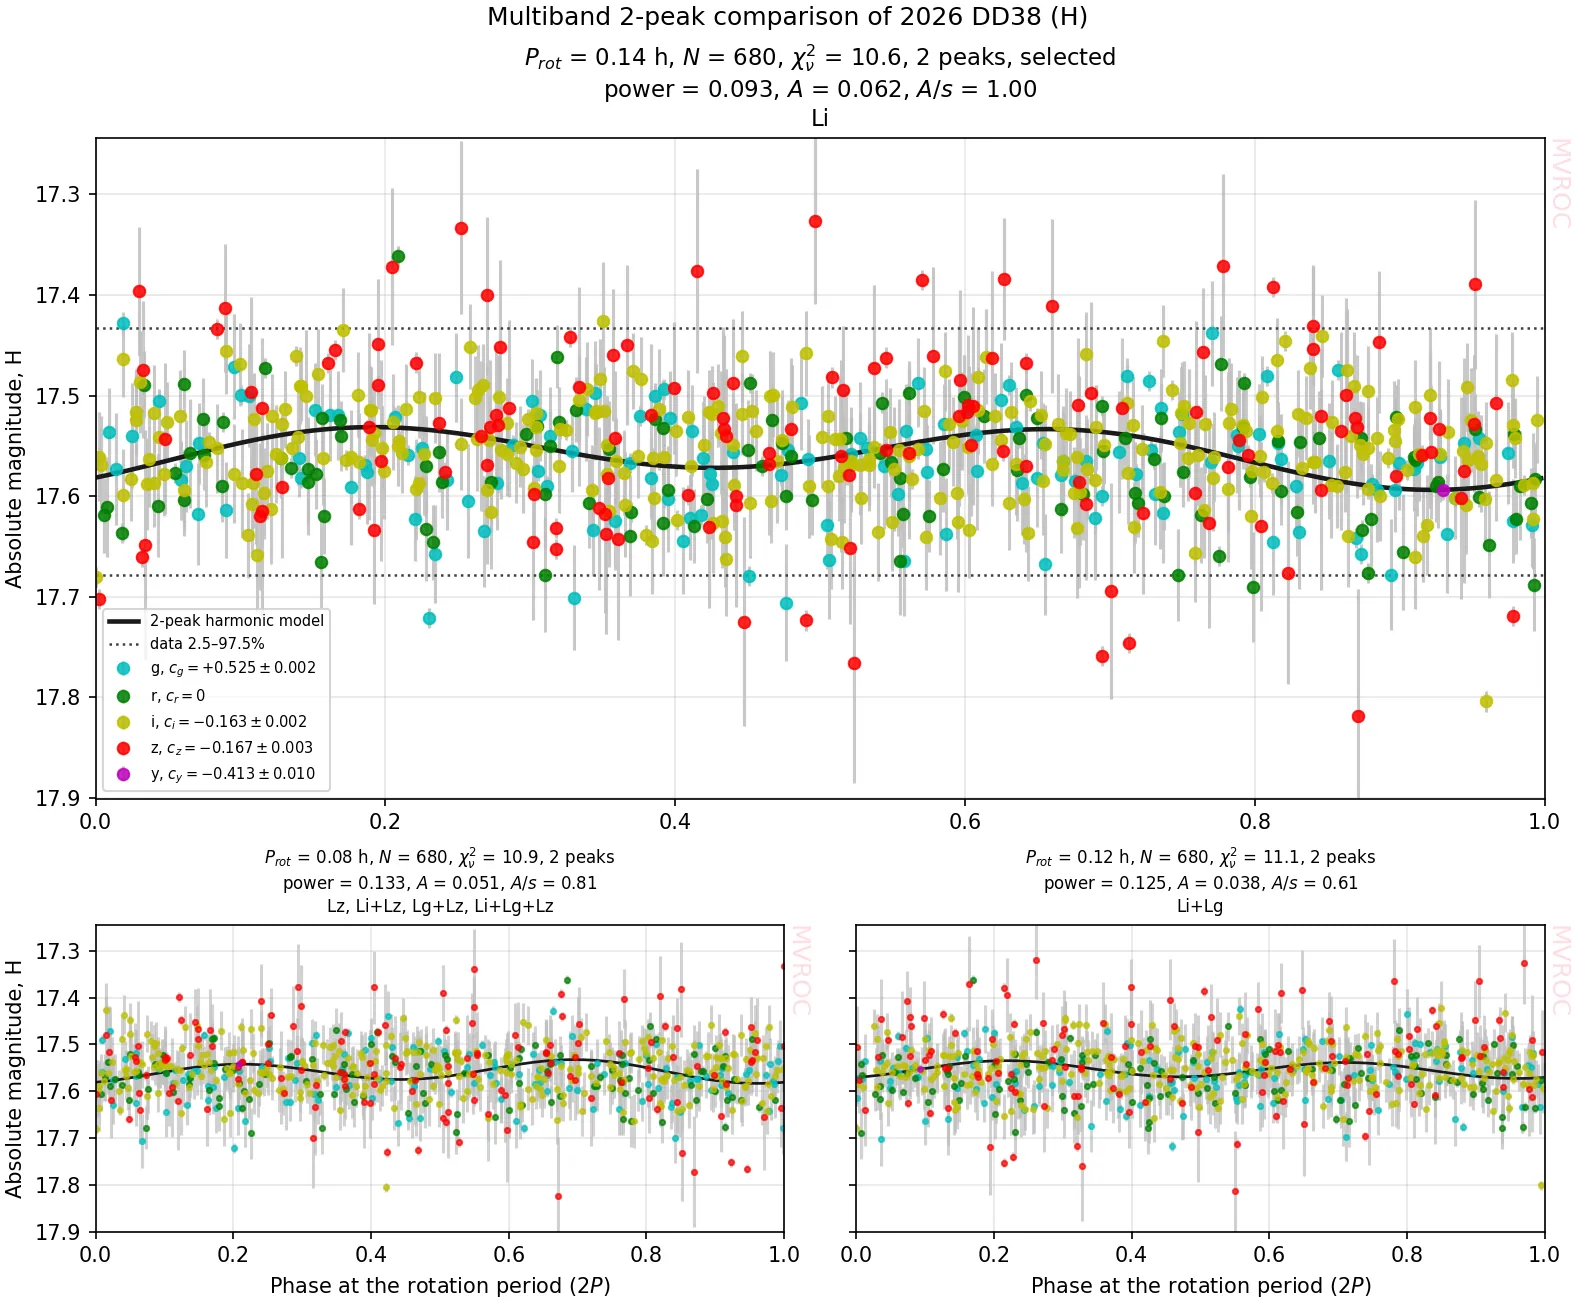 Multiband 2-peak comparison of 2026 DD38 (H)
P_rot = 0.14 h, N = 680, χ²_ν = 10.6, 2 peaks, selected
power = 0.093, A = 0.062, A/s = 1.00
Li
MVROC
Absolute magnitude, H
17.3
17.4
17.5
17.6
17.7
17.8
17.9
2-peak harmonic model
data 2.5–97.5%
g, c_g = +0.525 ± 0.002
r, c_r = 0
i, c_i = −0.163 ± 0.002
z, c_z = −0.167 ± 0.003
y, c_y = −0.413 ± 0.010
0.0 0.2 0.4 0.6 0.8 1.0
P_rot = 0.08 h, N = 680, χ²_ν = 10.9, 2 peaks
power = 0.133, A = 0.051, A/s = 0.81
Lz, Li+Lz, Lg+Lz, Li+Lg+Lz
MVROC
Absolute magnitude, H
17.3
17.4
17.5
17.6
17.7
17.8
17.9
0.0 0.2 0.4 0.6 0.8 1.0
Phase at the rotation period (2P)
P_rot = 0.12 h, N = 680, χ²_ν = 11.1, 2 peaks
power = 0.125, A = 0.038, A/s = 0.61
Li+Lg
MVROC
0.0 0.2 0.4 0.6 0.8 1.0
Phase at the rotation period (2P)